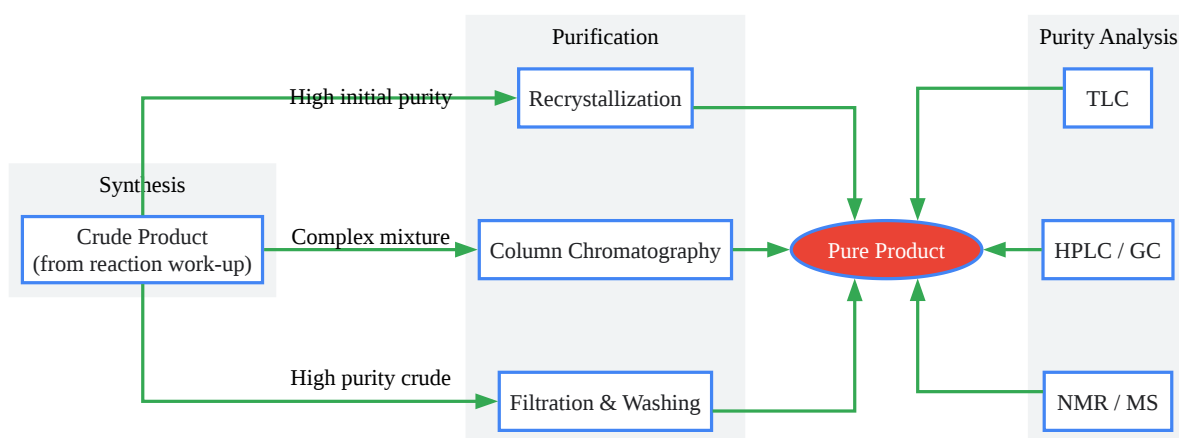 Purification
Purity Analysis
High initial purity
Recrystallization
TLC
Synthesis
Crude Product
(from reaction work-up)
Complex mixture
Column Chromatography
Pure Product
HPLC / GC
High purity crude
Filtration & Washing
NMR / MS